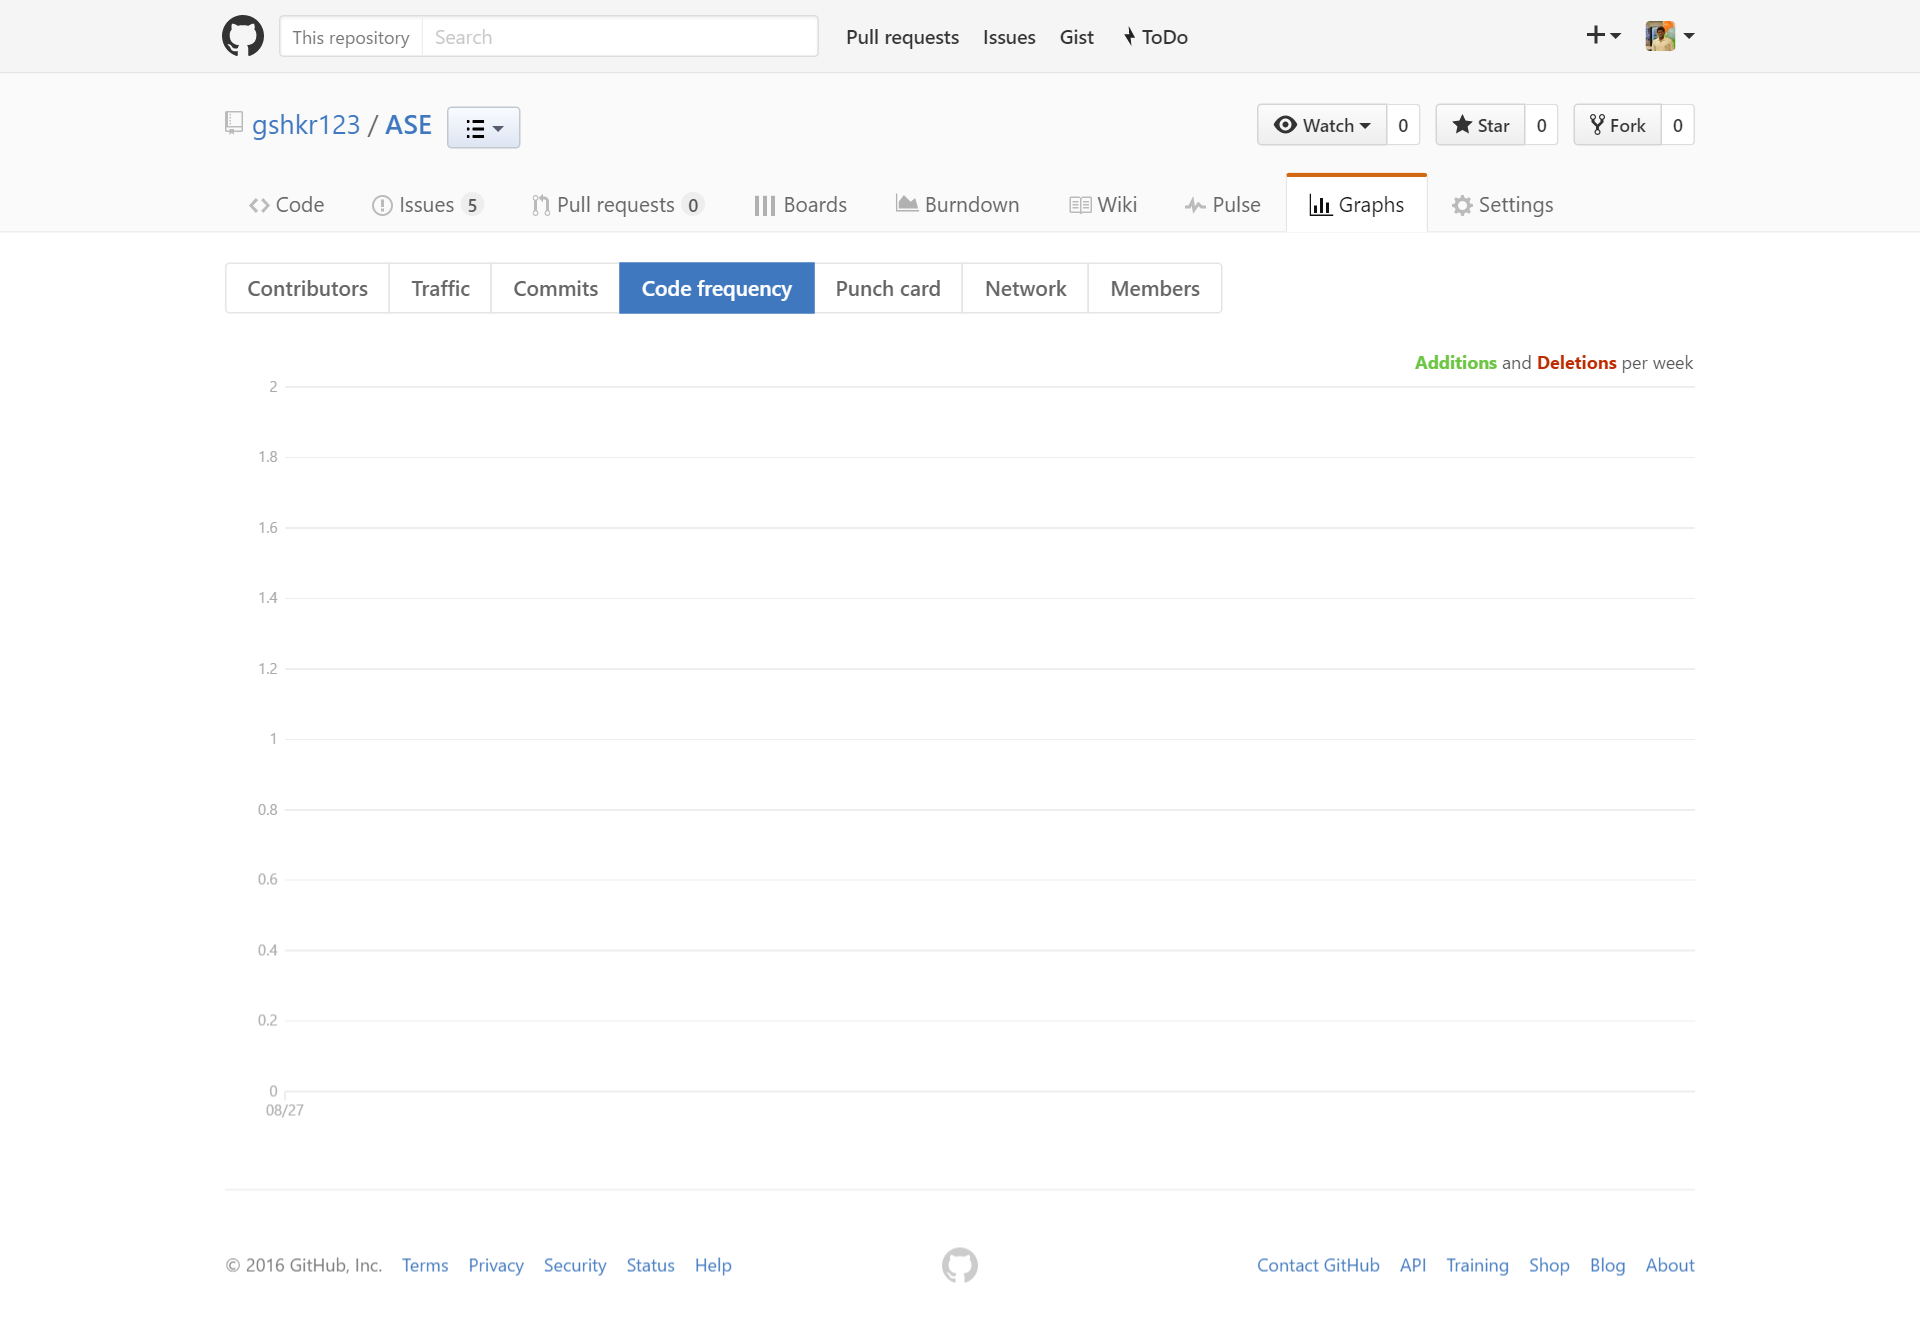 This repository Search Pull requests Issues Gist ToDo
gshkr123 / ASE Watch 0 Star 0 Fork 0
Code Issues 5 Pull requests 0 Boards Burndown Wiki Pulse Graphs Settings
Contributors Traffic Commits Code frequency Punch card Network Members
Additions and Deletions per week
2
1.8
1.6
1.4
1.2
1
0.8
0.6
0.4
0.2
0
08/27
© 2016 GitHub, Inc. Terms Privacy Security Status Help Contact GitHub API Training Shop Blog About